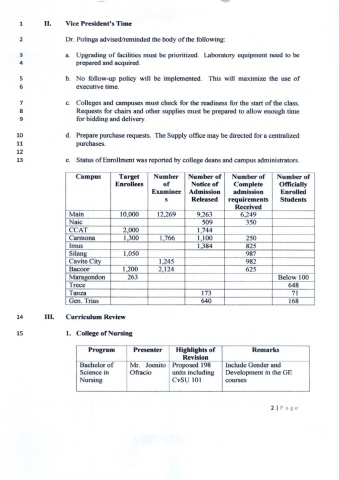 1 II. Vice President's Time
2 Dr. Polinga advised/reminded the body of the following:
3 a. Upgrading of facilities must be prioritized. Laboratory equipment need to be
4 prepared and acquired.
5 b. No follow-up policy will be implemented. This will maximize the use of
6 executive time.
7 c. Colleges and campuses must check for the readiness for the start of the class.
8 Requests for chairs and other supplies must be prepared to allow enough time
9 for bidding and delivery.
10 d. Prepare purchase requests. The Supply office may be directed for a centralized
11 purchases.
12
13 e. Status of Enrollment was reported by college deans and campus administrators.
Campus Target Number Number of Number of Number of
Enrollees of Notice of Complete Officially
Examinee Admission admission Enrolled
s Released requirements Students
Received
Main 10,000 12,269 9,263 6,249
Naic 509 350
CCAT 2,000 1,744
Carmona 1,300 1,766 1,100 250
Imus 1,384 825
Silang 1,050 987
Cavite City 1,245 982
Bacoor 1,200 2,124 625
Maragondon 263 Below 100
Trece 648
Tanza 173 71
Gen. Trias 640 168
14 III. Curriculum Review
15 1. College of Nursing
Program Presenter Highlights of Remarks
Revision
Bachelor of Mr. Joenito Proposed 198 Include Gender and
Science in Ofracio units including Development in the GE
Nursing CvSU 101 courses
2 | Page